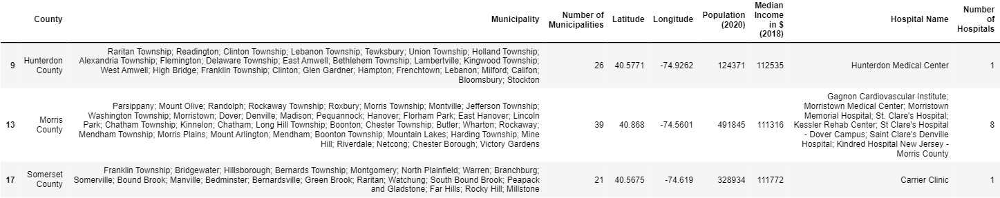 County Municipality Number of Municipalities Latitude Longitude Population (2020) Median Income in $ (2018) Hospital Name Number of Hospitals
9 Hunterdon County
Raritan Township; Readington; Clinton Township; Lebanon Township; Tewksbury; Union Township; Holland Township;
Alexandria Township; Flemington; Delaware Township; East Amwell; Bethlehem Township; Lambertville; Kingwood Township;
West Amwell; High Bridge; Franklin Township; Clinton; Glen Gardner; Hampton; Frenchtown; Lebanon; Milford; Califon;
Bloomsbury; Stockton
26 40.5771 -74.9262 124371 112535 Hunterdon Medical Center 1
13 Morris County
Parsippany; Mount Olive; Randolph; Rockaway Township; Roxbury; Morris Township; Montville; Jefferson Township;
Washington Township; Morristown; Dover; Denville; Madison; Pequannock; Hanover; Florham Park; East Hanover; Lincoln
Park; Chatham Township; Kinnelon; Chatham; Long Hill Township; Boonton; Chester Township; Butler; Wharton; Rockaway;
Mendham Township; Morris Plains; Mount Arlington; Mendham; Boonton Township; Mountain Lakes; Harding Township; Mine
Hill; Riverdale; Netcong; Chester Borough; Victory Gardens
39 40.868 -74.5601 491845 111316
Gagnon Cardiovascular Institute;
Morristown Medical Center; Morristown
Memorial Hospital; St. Clare's Hospital;
Kessler Rehab Center; St Clare's Hospital
- Dover Campus; Saint Clare's Denville
Hospital; Kindred Hospital New Jersey -
Morris County
8
17 Somerset County
Franklin Township; Bridgewater; Hillsborough; Bernards Township; Montgomery; North Plainfield; Warren; Branchburg;
Somerville; Bound Brook; Manville; Bedminster; Bernardsville; Green Brook; Raritan; Watchung; South Bound Brook; Peapack
and Gladstone; Far Hills; Rocky Hill; Millstone
21 40.5675 -74.619 328934 111772 Carrier Clinic 1